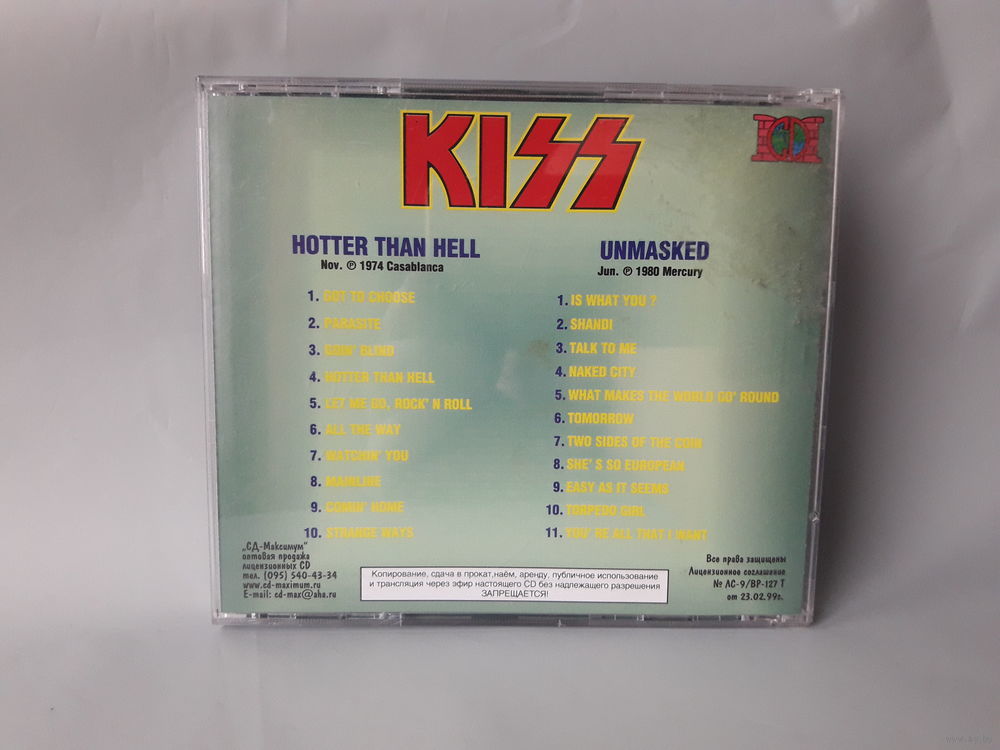 KISS
CD
HOTTER THAN HELL
Nov. ℗ 1974 Casablanca
1. GOT TO CHOOSE
2. PARASITE
3. GOIN' BLIND
4. HOTTER THAN HELL
5. LET ME GO, ROCK' N ROLL
6. ALL THE WAY
7. WATCHIN' YOU
8. MAINLINE
9. COMIN' HOME
10. STRANGE WAYS
UNMASKED
Jun. ℗ 1980 Mercury
1. IS WHAT YOU ?
2. SHANDI
3. TALK TO ME
4. NAKED CITY
5. WHAT MAKES THE WORLD GO' ROUND
6. TOMORROW
7. TWO SIDES OF THE COIN
8. SHE' S SO EUROPEAN
9. EASY AS IT SEEMS
10. TORPEDO GIRL
11. YOU' RE ALL THAT I WANT
„СД-Максимум"
оптовая продажа
лицензионных CD
тел. (095) 540-43-34
www.cd-maximum.ru
E-mail: cd-max@aha.ru
Копирование, сдача в прокат,наём, аренду, публичное использование
и трансляция через эфир настоящего CD без надлежащего разрешения
ЗАПРЕЩАЕТСЯ!
Все права защищены
Лицензионное соглашение
№ ЛС-9/ВР-127 Т
от 23.02.99г.